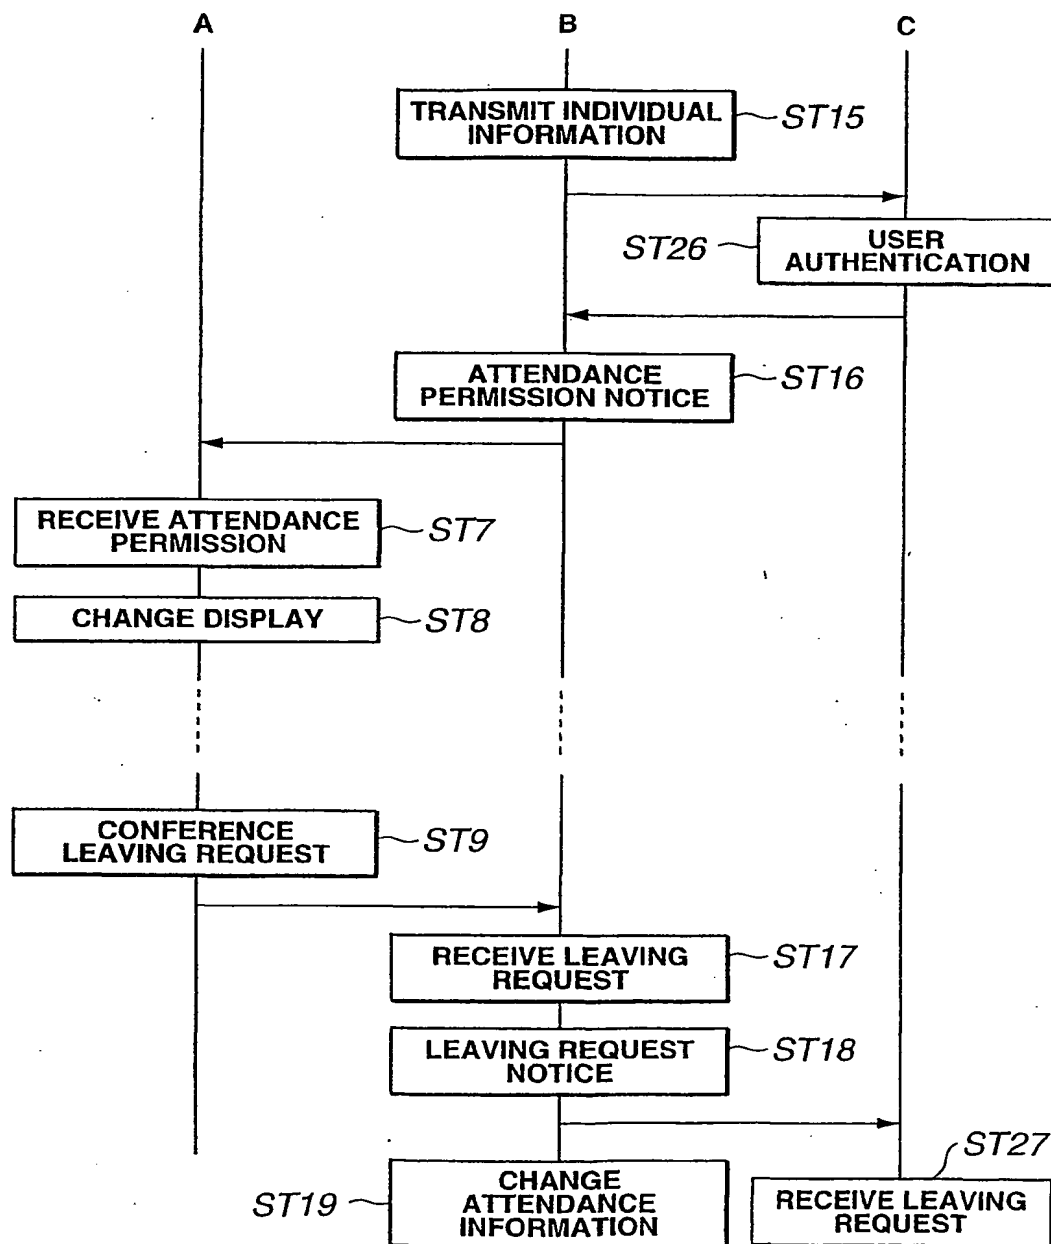 A
B
C
TRANSMIT INDIVIDUAL
INFORMATION
ST15
ST26
USER
AUTHENTICATION
ATTENDANCE
PERMISSION NOTICE
ST16
RECEIVE ATTENDANCE
PERMISSION
ST7
CHANGE DISPLAY
ST8
CONFERENCE
LEAVING REQUEST
ST9
RECEIVE LEAVING
REQUEST
ST17
LEAVING REQUEST
NOTICE
ST18
ST27
ST19
CHANGE
ATTENDANCE
INFORMATION
RECEIVE LEAVING
REQUEST